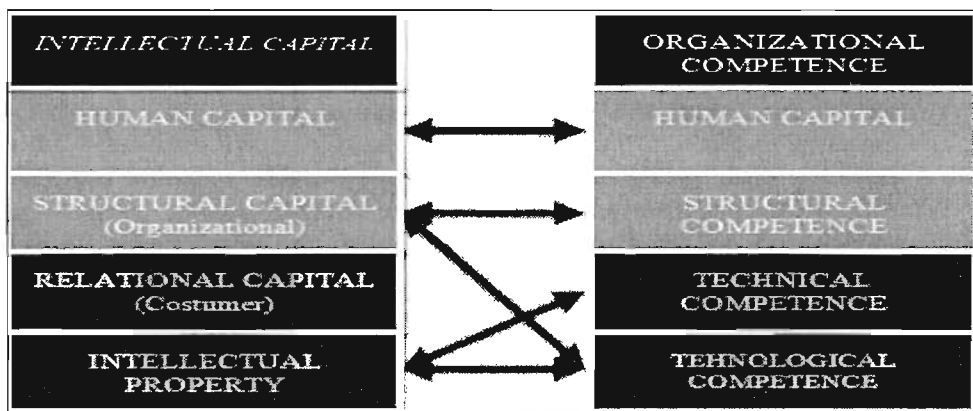 INTELLECTUAL CAPITAL
HUMAN CAPITAL
STRUCTURAL CAPITAL
(Organizational)
RELATIONAL CAPITAL
(Costumer)
INTELLECTUAL
PROPERTY
ORGANIZATIONAL
COMPETENCE
HUMAN CAPITAL
STRUCTURAL
COMPETENCE
TECHNICAL
COMPETENCE
TEHNOLOGICAL
COMPETENCE